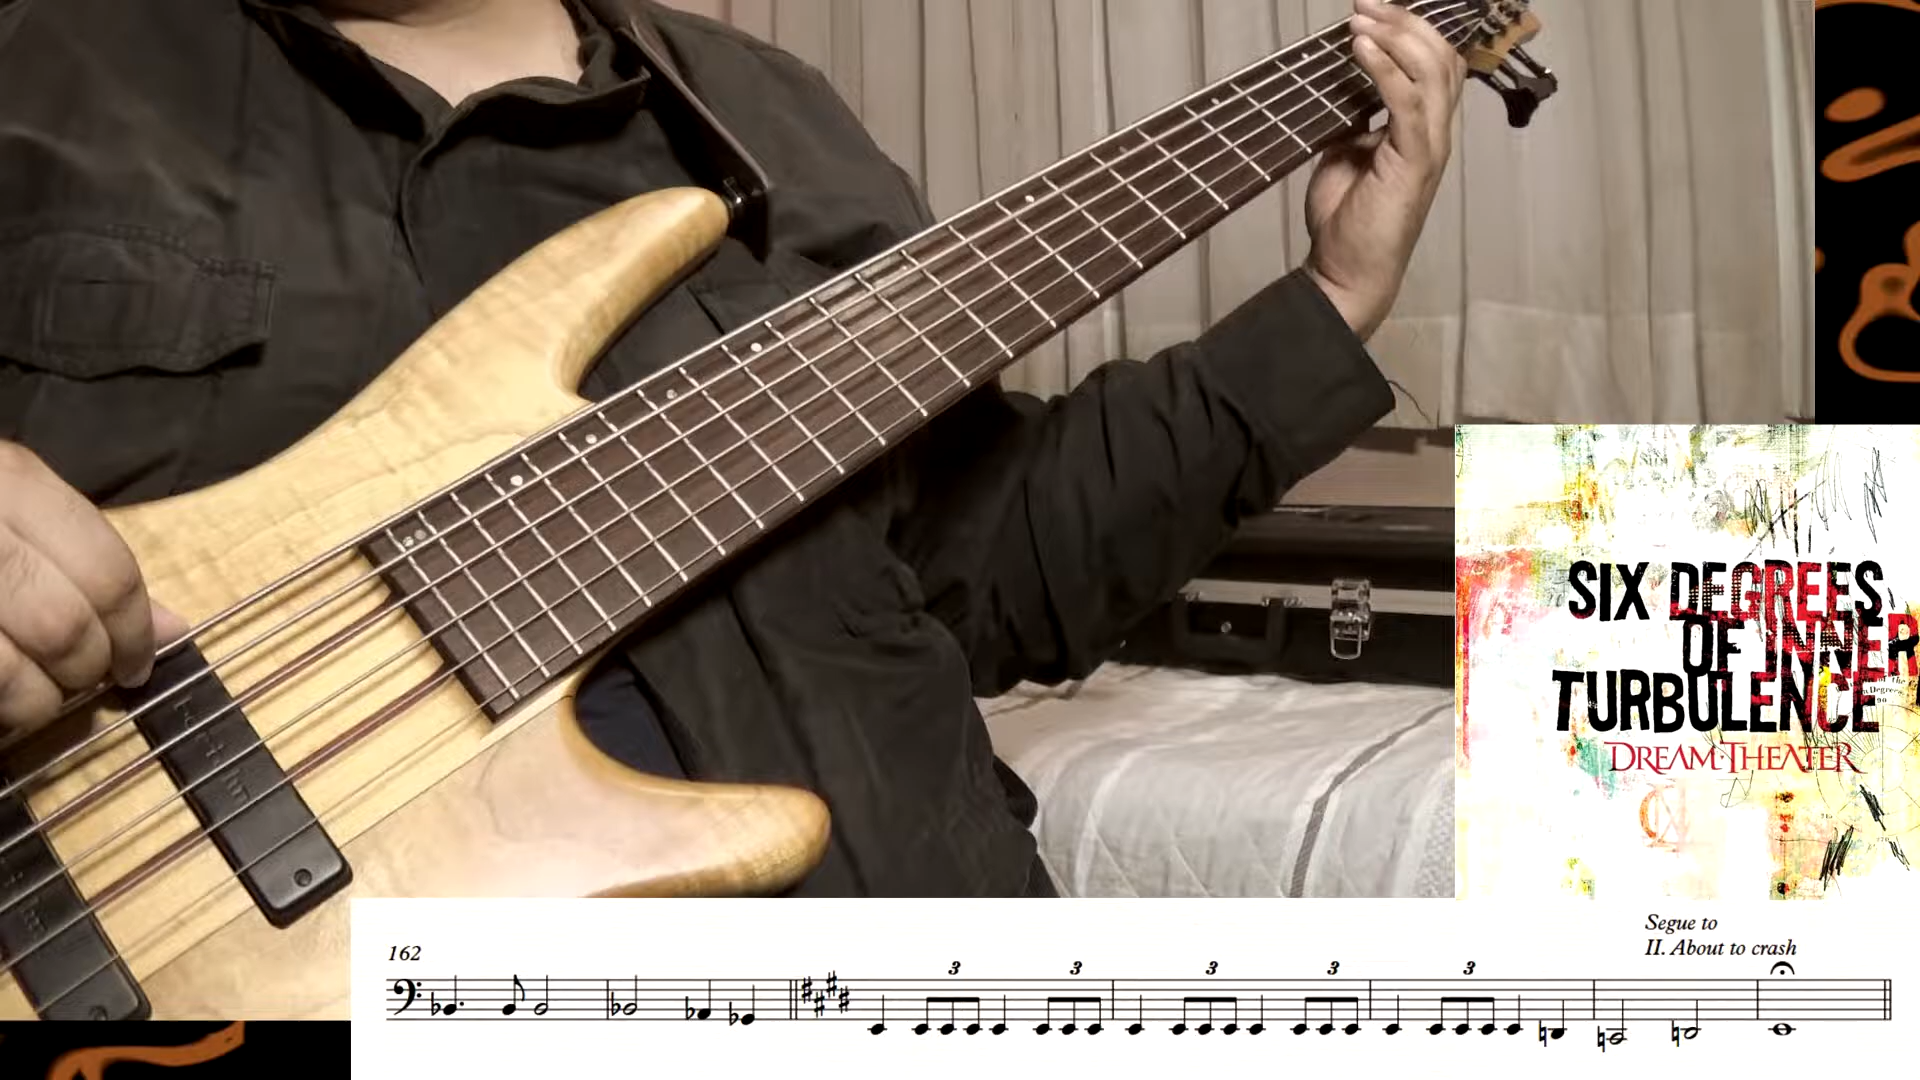 SIX DEGREES
OF INNER
TURBULENCE
DREAM THEATER
Segue to
II. About to crash
162
3 3 3 3 3